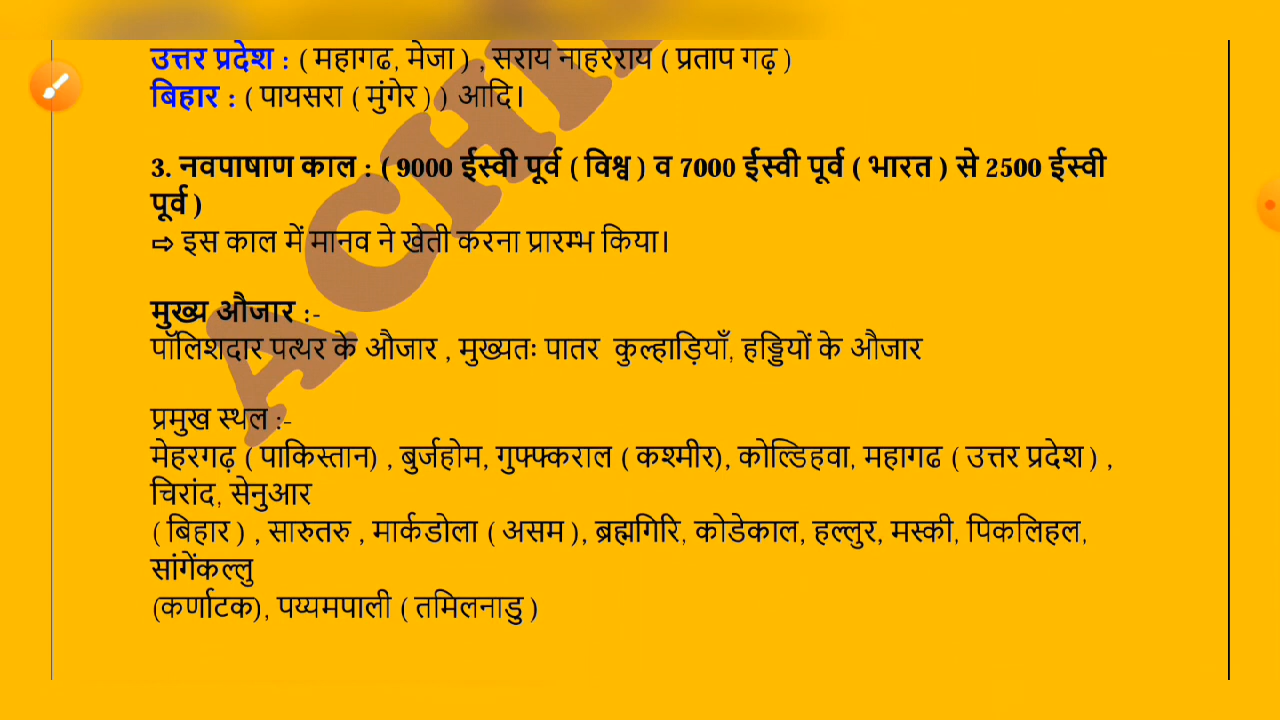 उत्तर प्रदेश : ( महागढ, मेजा ) , सराय नाहरराय ( प्रताप गढ़ )
बिहार : ( पायसरा ( मुंगेर ) ) आदि।
3. नवपाषाण काल : ( 9000 ईस्वी पूर्व ( विश्व ) व 7000 ईस्वी पूर्व ( भारत ) से 2500 ईस्वी
पूर्व )
⇨ इस काल में मानव ने खेती करना प्रारम्भ किया।
मुख्य औजार :-
पॉलिशदार पत्थर के औजार , मुख्यतः पातर कुल्हाड़ियाँ, हड्डियों के औजार
प्रमुख स्थल :-
मेहरगढ़ ( पाकिस्तान) , बुर्जहोम, गुफ्फ्कराल ( कश्मीर), कोल्डिहवा, महागढ ( उत्तर प्रदेश ) ,
चिरांद, सेनुआर
( बिहार ) , सारुतरु , मार्कडोला ( असम ), ब्रह्मगिरि, कोडेकाल, हल्लुर, मस्की, पिकलिहल,
सांगेंकल्लु
(कर्णाटक), पय्यमपाली ( तमिलनाडु )